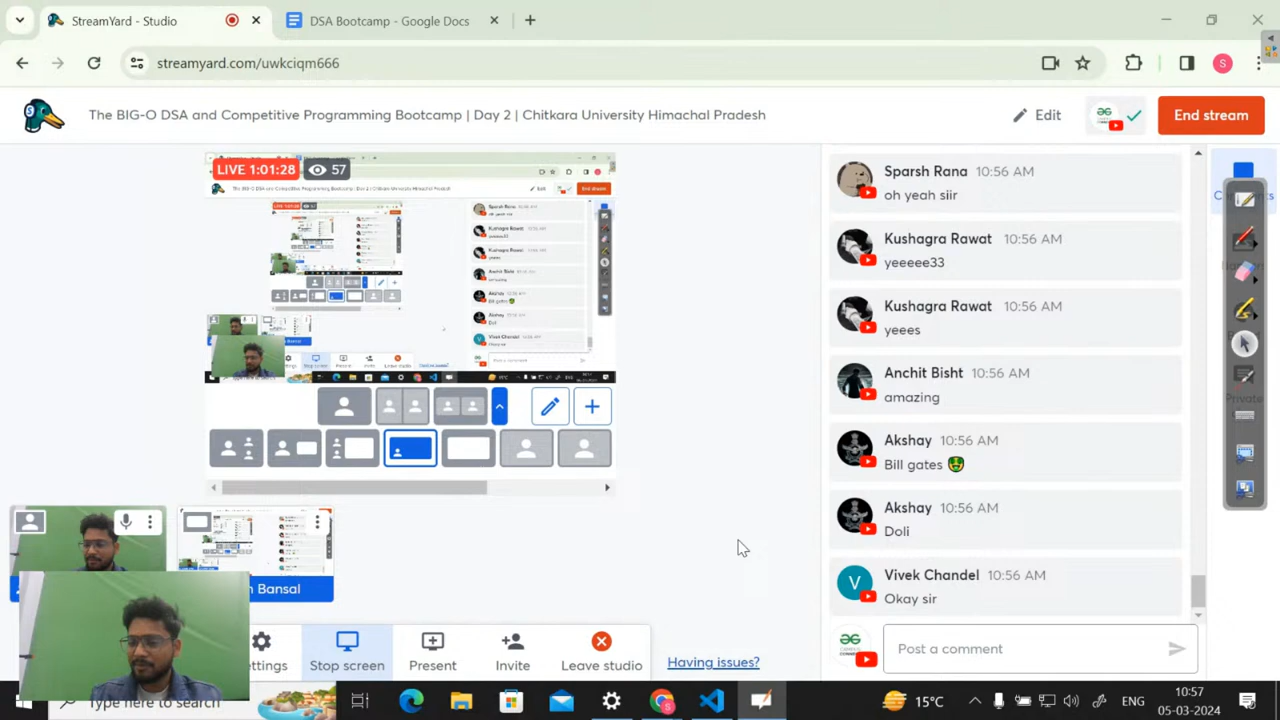 StreamYard - Studio
DSA Bootcamp - Google Docs
streamyard.com/uwkciqm666
S
The BIG-O DSA and Competitive Programming Bootcamp | Day 2 | Chitkara University Himachal Pradesh
Edit
End stream
LIVE 1:01:28
57
Sparsh Rana 10:56 AM
oh yeah siir
Kushagra Rawat 10:56 AM
yeeeee33
Kushagra Rawat 10:56 AM
yeees
Anchit Bisht 10:56 AM
amazing
Akshay 10:56 AM
Bill gates
Akshay 10:56 AM
Doli
V
Vivek Chandel 10:56 AM
Okay sir
Private
Bansal
Stop screen
Present
Invite
Leave studio
Having issues?
Post a comment
Type here to search
15°C
ENG
10:57
05-03-2024